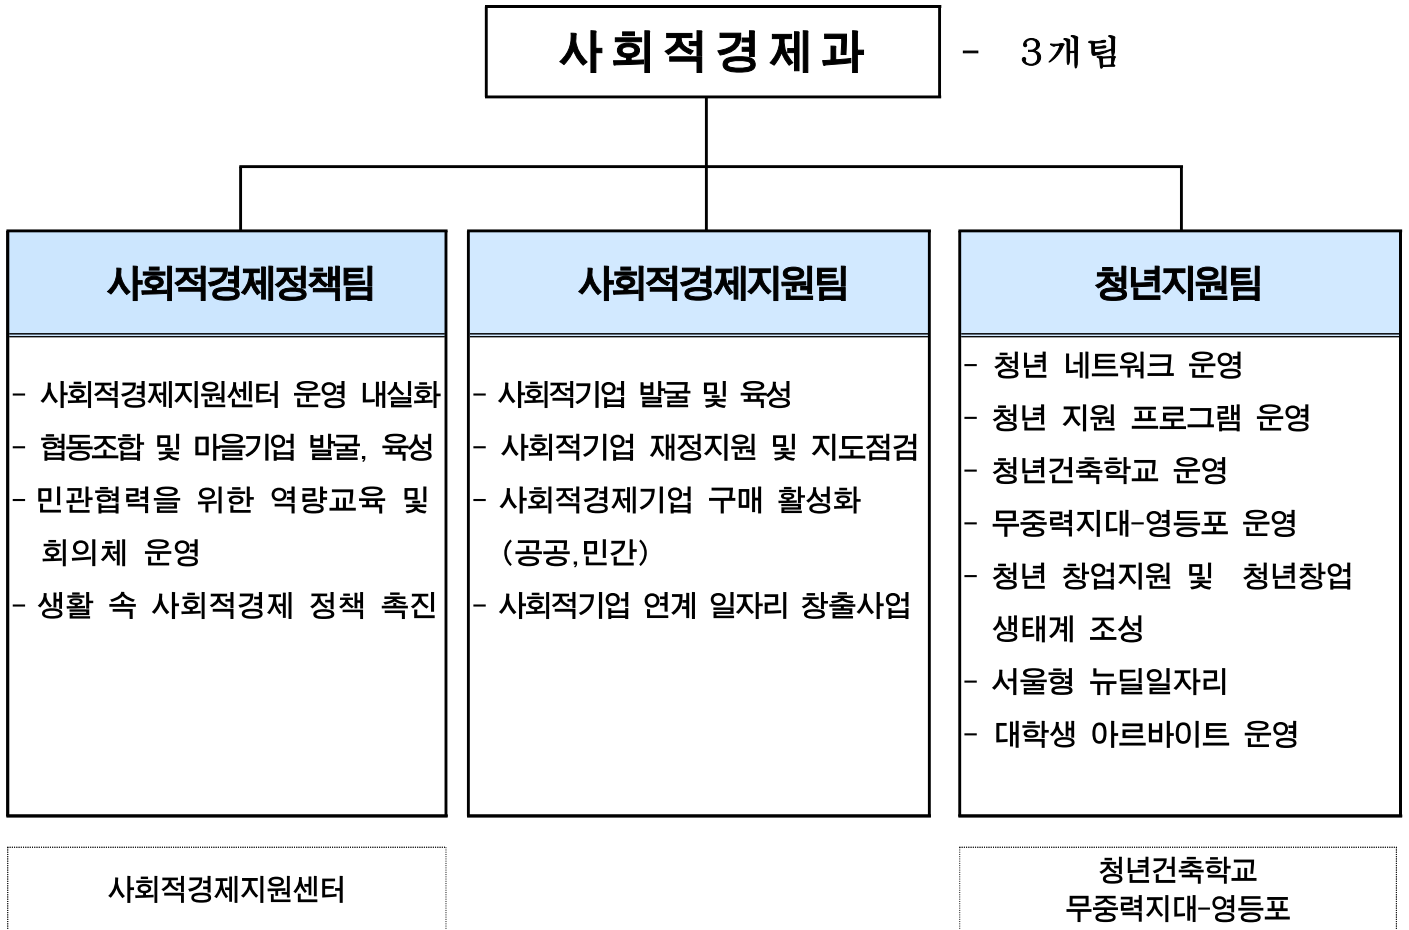 사회적경제과 - 3개팀
사회적경제정책팀
- 사회적경제지원센터 운영 내실화
- 협동조합 및 마을기업 발굴, 육성
- 민관협력을 위한 역량교육 및
회의체 운영
- 생활 속 사회적경제 정책 촉진
사회적경제지원센터
사회적경제지원팀
- 사회적기업 발굴 및 육성
- 사회적기업 재정지원 및 지도점검
- 사회적경제기업 구매 활성화
(공공,민간)
- 사회적기업 연계 일자리 창출사업
청년지원팀
- 청년 네트워크 운영
- 청년 지원 프로그램 운영
- 청년건축학교 운영
- 무중력지대-영등포 운영
- 청년 창업지원 및 청년창업
생태계 조성
- 서울형 뉴딜일자리
- 대학생 아르바이트 운영
청년건축학교
무중력지대-영등포